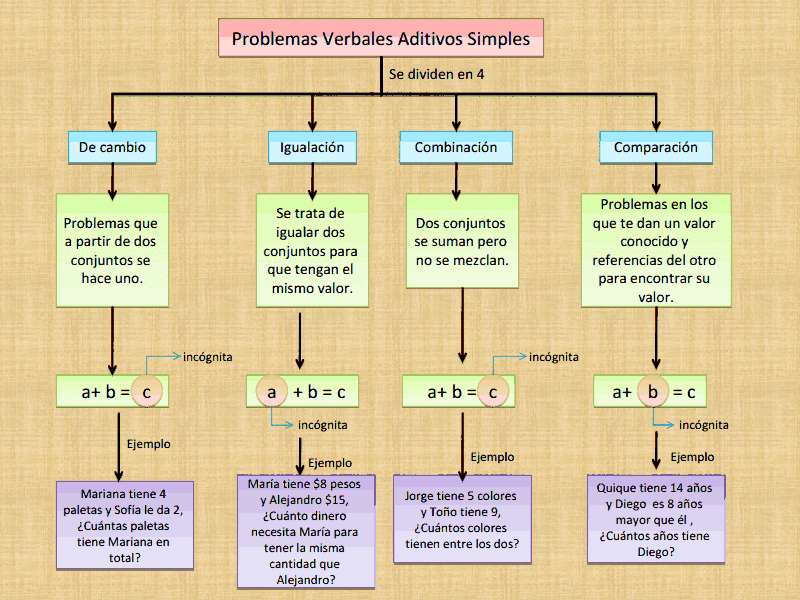 Problemas Verbales Aditivos Simples
Se dividen en 4
De cambio
Igualación
Combinación
Comparación
Problemas que
a partir de dos
conjuntos se
hace uno.
Se trata de
igualar dos
conjuntos para
que tengan el
mismo valor.
Dos conjuntos
se suman pero
no se mezclan.
Problemas en los
que te dan un valor
conocido y
referencias del otro
para encontrar su
valor.
incógnita
a+ b = c
a + b = c
incógnita
incógnita
a+ b = c
a+ b = c
incógnita
Ejemplo
Ejemplo
Ejemplo
Ejemplo
Mariana tiene 4
paletas y Sofía le da 2,
¿Cuántas paletas
tiene Mariana en
total?
María tiene $8 pesos
y Alejandro $15,
¿Cuánto dinero
necesita María para
tener la misma
cantidad que
Alejandro?
Jorge tiene 5 colores
y Toño tiene 9,
¿Cuántos colores
tienen entre los dos?
Quique tiene 14 años
y Diego es 8 años
mayor que él ,
¿Cuántos años tiene
Diego?